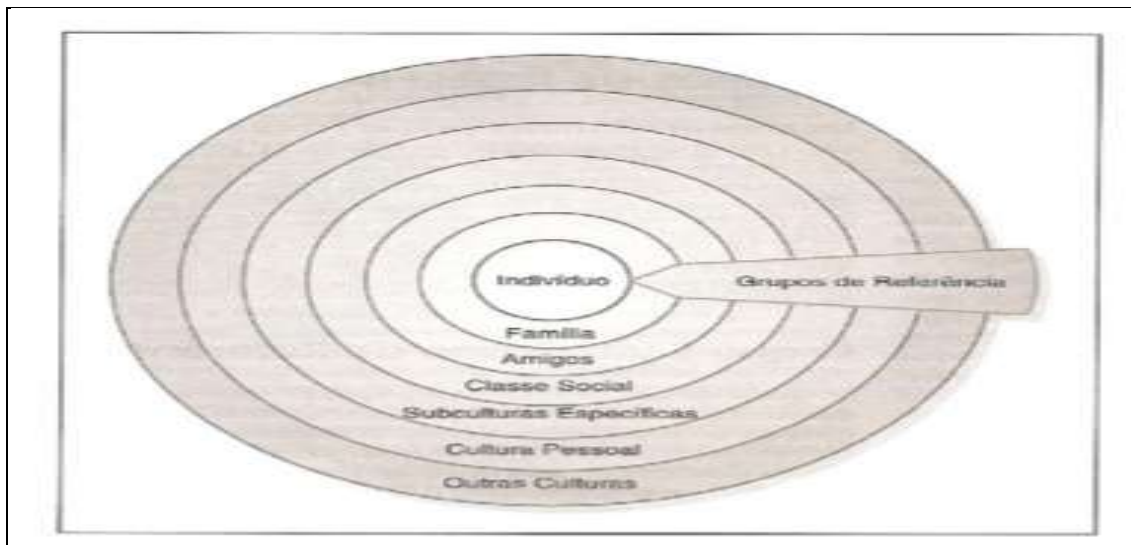 Indivíduo
Grupos de Referência
Família
Amigos
Classe Social
Subculturas Específicas
Cultura Pessoal
Outras Culturas